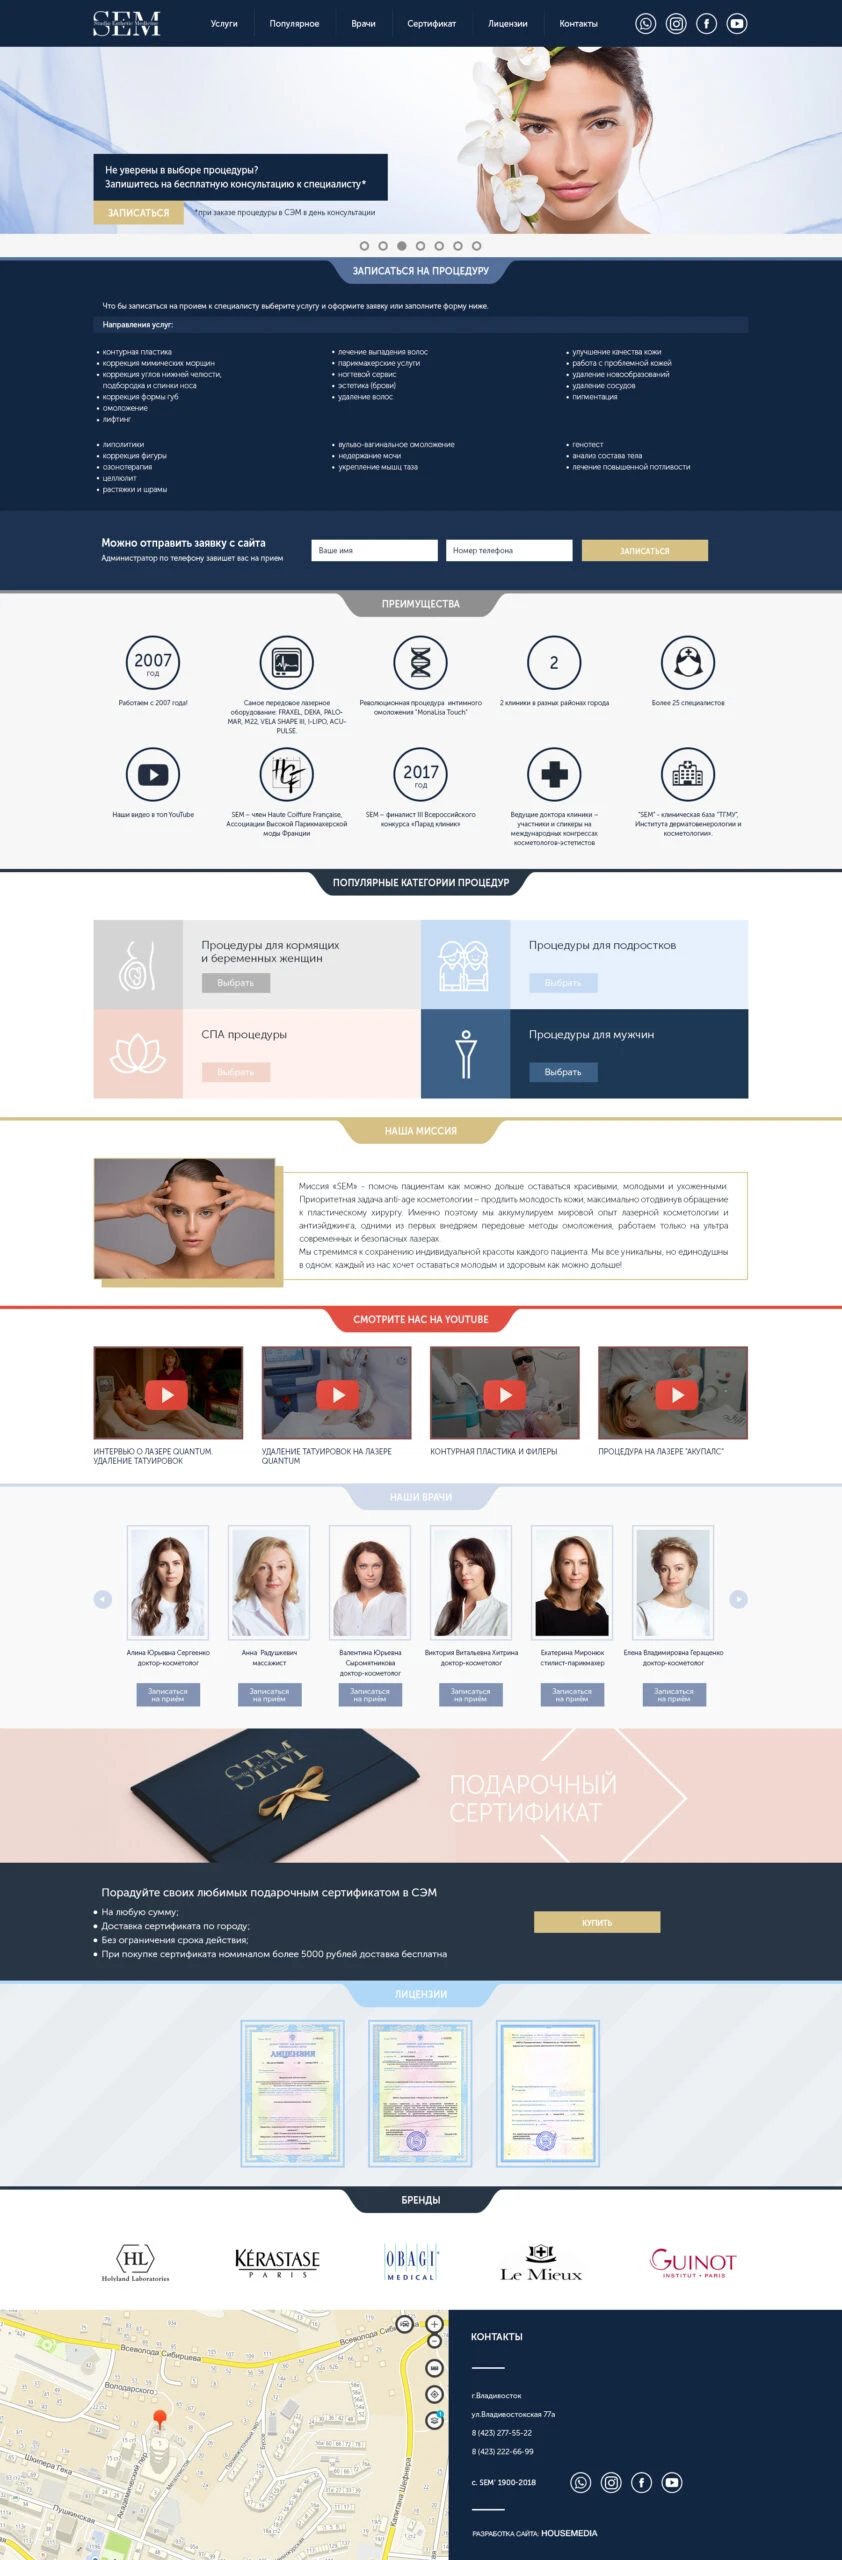 SEM
Studio Esthetic Medicine
Услуги
Популярное
Врачи
Сертификат
Лицензии
Контакты
Не уверены в выборе процедуры?
Запишитесь на бесплатную консультацию к специалисту*
ЗАПИСАТЬСЯ
*при заказе процедуры в СЭМ в день консультации
ЗАПИСАТЬСЯ НА ПРОЦЕДУРУ
Что бы записаться на проием к специалисту выберите услугу и оформите заявку или заполните форму ниже.
Направления услуг:
• контурная пластика
• коррекция мимических морщин
• коррекция углов нижней челюсти,
подбородка и спинки носа
• коррекция формы губ
• омоложение
• лифтинг
• лечение выпадения волос
• парикмахерские услуги
• ногтевой сервис
• эстетика (брови)
• удаление волос
• улучшение качества кожи
• работа с проблемной кожей
• удаление новообразований
• удаление сосудов
• пигментация
• липолитики
• коррекция фигуры
• озонотерапия
• целлюлит
• растяжки и шрамы
• вульво-вагинальное омоложение
• недержание мочи
• укрепление мышц таза
• генотест
• анализ состава тела
• лечение повышенной потливости
Можно отправить заявку с сайта
Администратор по телефону завишет вас на прием
Ваше имя
Номер телефона
ЗАПИСАТЬСЯ
ПРЕИМУЩЕСТВА
2007
год
Работаем с 2007 года!
Самое передовое лазерное
оборудование: FRAXEL, DEKA, PALO-
MAR, M22, VELA SHAPE III, I-LIPO, ACU-
PULSE.
Революционная процедура интимного
омоложения "MonaLisa Touch"
2
2 клиники в разных районах города
Более 25 специалистов
Наши видео в топ YouTube
SEM – член Haute Coiffure Française,
Ассоциации Высокой Парикмахерской
моды Франции
2017
год
SEM – финалист III Всероссийского
конкурса «Парад клиник»
Ведущие доктора клиники –
участники и спикеры на
международных конгрессах
косметологов-эстетистов
"SEM" - клиническая база "ТГМУ",
Института дерматовенерологии и
косметологии».
ПОПУЛЯРНЫЕ КАТЕГОРИИ ПРОЦЕДУР
Процедуры для кормящих
и беременных женщин
Выбрать
Процедуры для подростков
Выбрать
СПА процедуры
Выбрать
Процедуры для мужчин
Выбрать
НАША МИССИЯ
Миссия «SEM» - помочь пациентам как можно дольше оставаться красивыми, молодыми и ухоженными.
Приоритетная задача anti-age косметологии – продлить молодость кожи, максимально отодвинув обращение
к пластическому хирургу. Именно поэтому мы аккумулируем мировой опыт лазерной косметологии и
антиэйджинга, одними из первых внедряем передовые методы омоложения, работаем только на ультра
современных и безопасных лазерах.
Мы стремимся к сохранению индивидуальной красоты каждого пациента. Мы все уникальны, но единодушны
в одном: каждый из нас хочет оставаться молодым и здоровым как можно дольше!
СМОТРИТЕ НАС НА YOUTUBE
ИНТЕРВЬЮ О ЛАЗЕРЕ QUANTUM.
УДАЛЕНИЕ ТАТУИРОВОК
УДАЛЕНИЕ ТАТУИРОВОК НА ЛАЗЕРЕ
QUANTUM
КОНТУРНАЯ ПЛАСТИКА И ФИЛЕРЫ
ПРОЦЕДУРА НА ЛАЗЕРЕ "АКУПАЛС"
НАШИ ВРАЧИ
Алина Юрьевна Сергеенко
доктор-косметолог
Анна Радушкевич
массажист
Валентина Юрьевна
Сыромятникова
доктор-косметолог
Виктория Витальевна Хитрина
доктор-косметолог
Екатерина Миронюк
стилист-парикмахер
Елена Владимировна Геращенко
доктор-косметолог
Записаться
на приём
Записаться
на приём
Записаться
на приём
Записаться
на приём
Записаться
на приём
Записаться
на приём
SEM
ПОДАРОЧНЫЙ
СЕРТИФИКАТ
Порадуйте своих любимых подарочным сертификатом в СЭМ
• На любую сумму;
• Доставка сертификата по городу;
• Без ограничения срока действия;
• При покупке сертификата номиналом более 5000 рублей доставка бесплатна
КУПИТЬ
ЛИЦЕНЗИИ
ЛИЦЕНЗИЯ
БРЕНДЫ
HL
Holyland Laboratories
KÉRASTASE
PARIS
OBAGI
MEDICAL
Le Mieux
GUINOT
INSTITUT • PARIS
Всеволода Сибирцева
Всеволода Сибирцева
Володарского
Шкипера Гека
Академический пер
Пушкинская
Промежуточный пер
Капитана Шефнера
КОНТАКТЫ
г.Владивосток
ул.Владивостокская 77а
8 (423) 277-55-22
8 (423) 222-66-99
с. SEM' 1900-2018
РАЗРАБОТКА САЙТА: HOUSEMEDIA